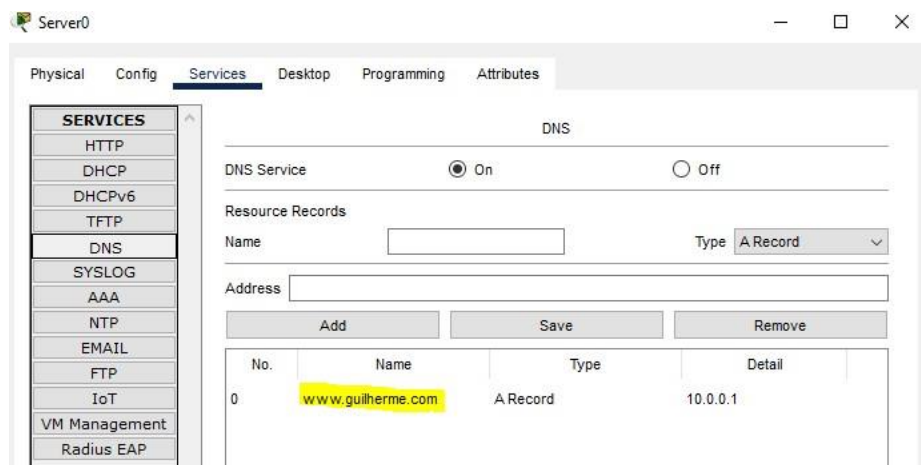 Server0
Physical Config Services Desktop Programming Attributes
SERVICES
HTTP
DHCP
DHCPv6
TFTP
DNS
SYSLOG
AAA
NTP
EMAIL
FTP
IoT
VM Management
Radius EAP
DNS
DNS Service On Off
Resource Records
Name Type A Record
Address
Add Save Remove
No. Name Type Detail
0 www.guilherme.com A Record 10.0.0.1